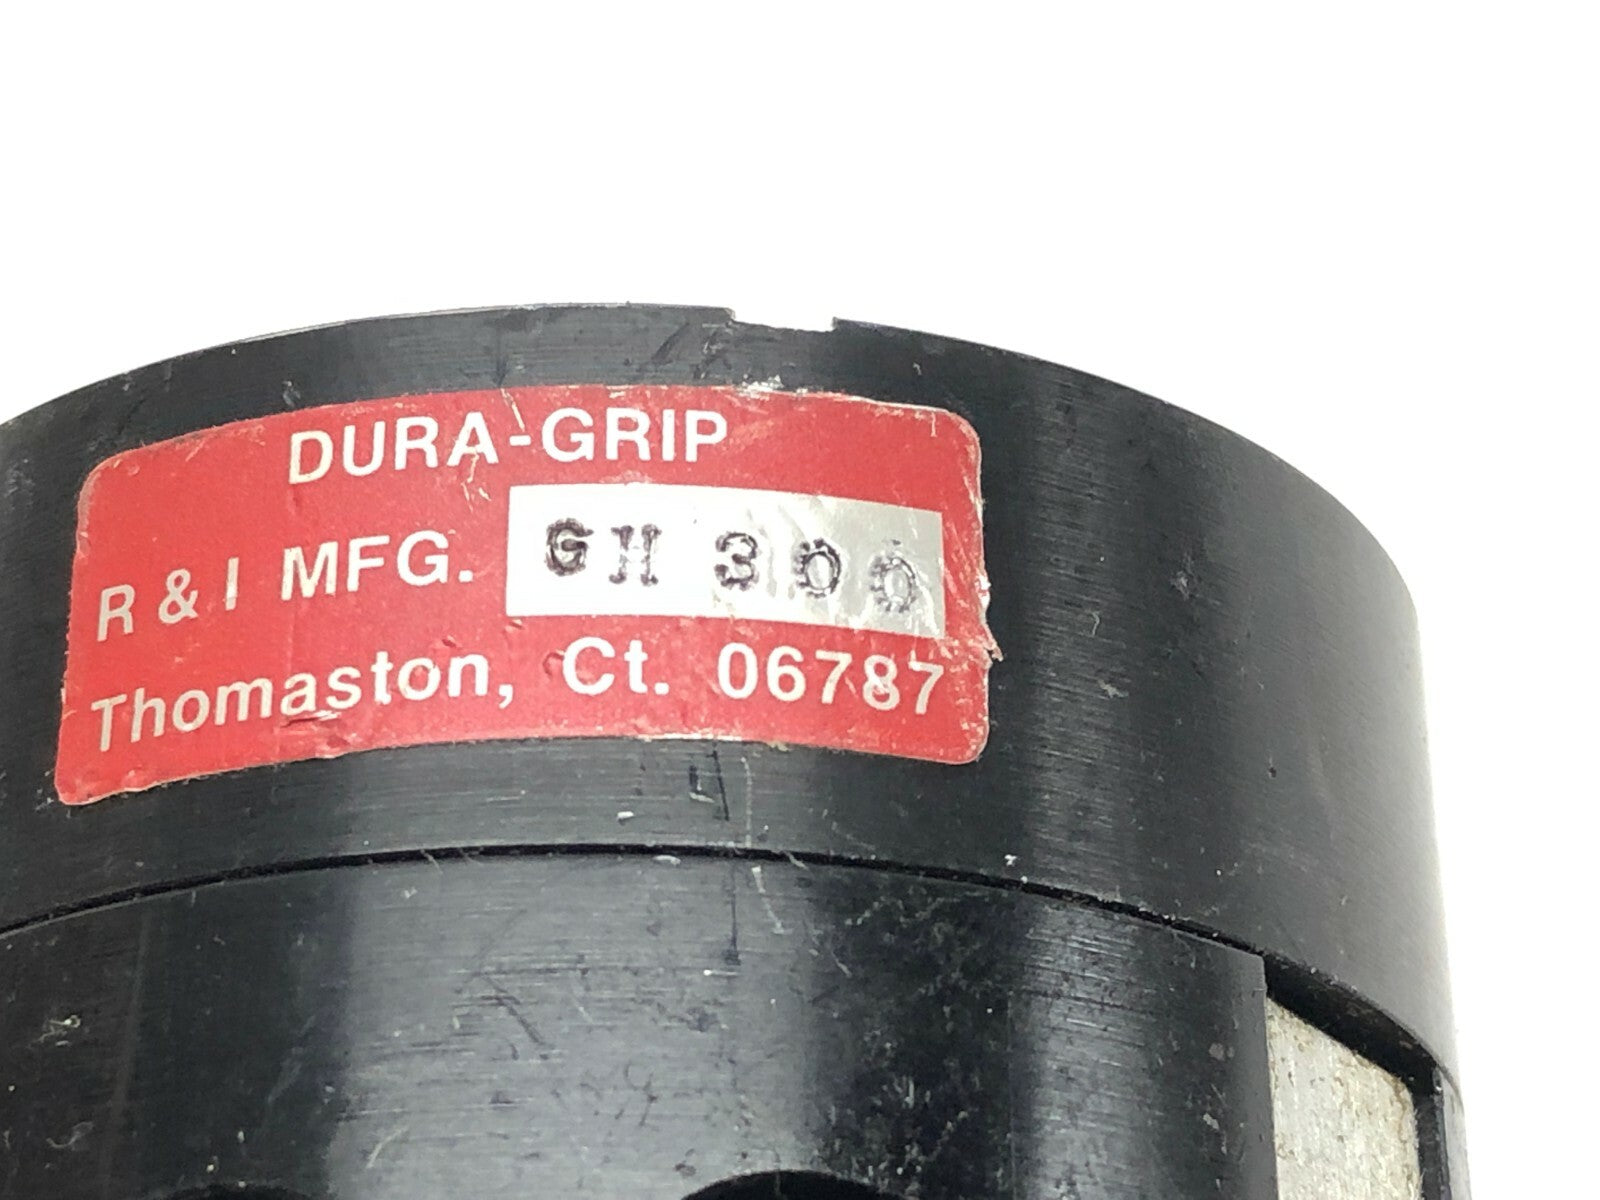 DURA-GRIP
R & I MFG. GH 300
Thomaston, Ct. 06787